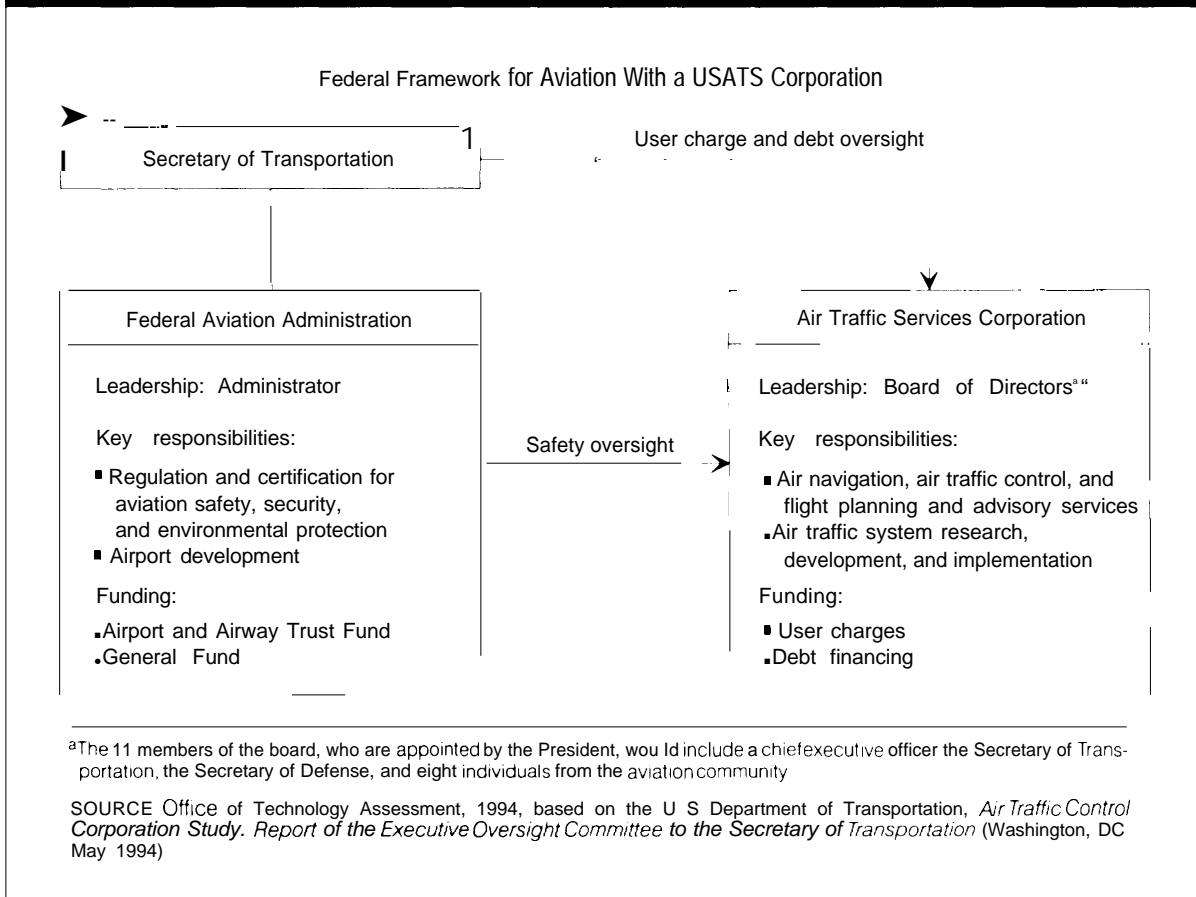 Federal Framework for Aviation With a USATS Corporation
Secretary of Transportation
User charge and debt oversight
Federal Aviation Administration
Leadership: Administrator
Key responsibilities:
▪ Regulation and certification for
aviation safety, security,
and environmental protection
▪ Airport development
Funding:
▪Airport and Airway Trust Fund
▪General Fund
Safety oversight
Air Traffic Services Corporation
Leadership: Board of Directorsª
Key responsibilities:
▪ Air navigation, air traffic control, and
flight planning and advisory services
▪Air traffic system research,
development, and implementation
Funding:
▪ User charges
▪Debt financing
ªThe 11 members of the board, who are appointed by the President, wou ld include a chief executive officer the Secretary of Trans-
portation, the Secretary of Defense, and eight individuals from the aviation community
SOURCE Office of Technology Assessment, 1994, based on the U S Department of Transportation, Air Traffic Control
Corporation Study. Report of the Executive Oversight Committee to the Secretary of Transportation (Washington, DC
May 1994)